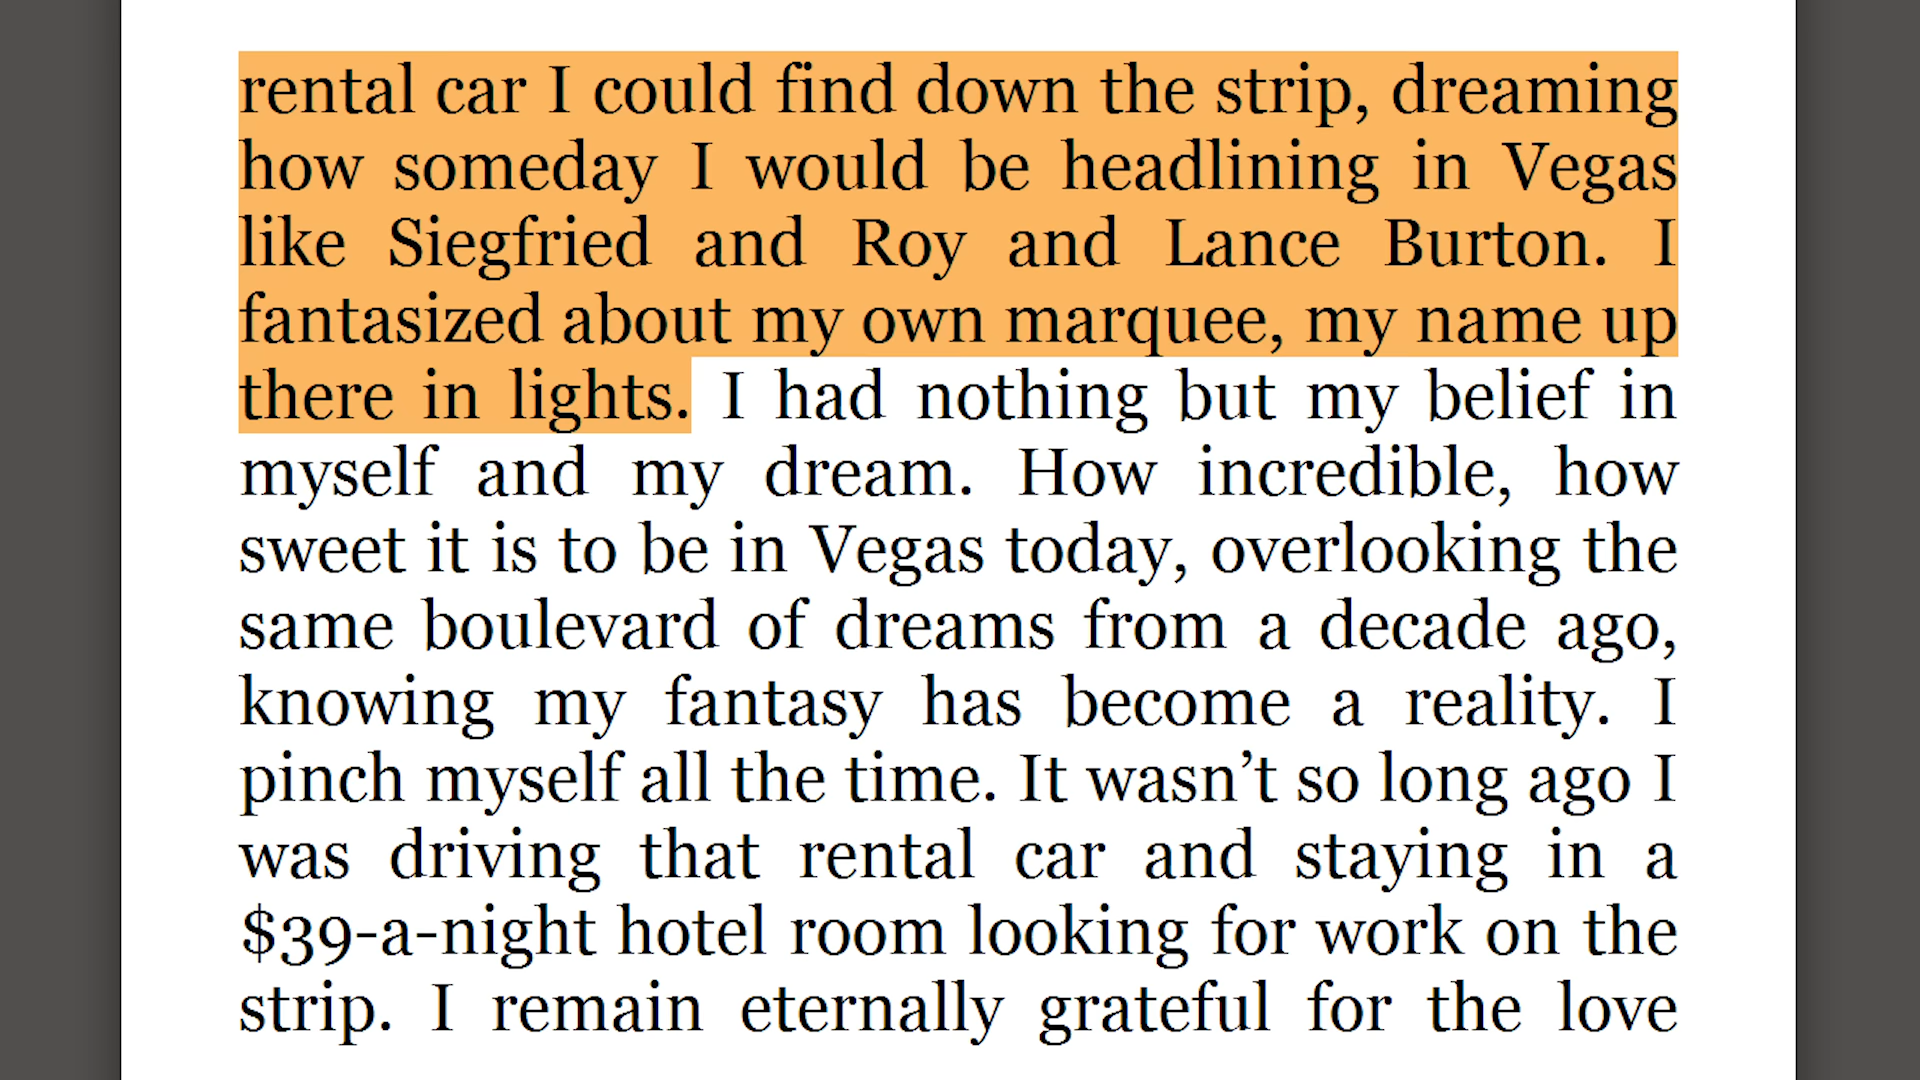 rental car I could find down the strip, dreaming
how someday I would be headlining in Vegas
like Siegfried and Roy and Lance Burton. I
fantasized about my own marquee, my name up
there in lights. I had nothing but my belief in
myself and my dream. How incredible, how
sweet it is to be in Vegas today, overlooking the
same boulevard of dreams from a decade ago,
knowing my fantasy has become a reality. I
pinch myself all the time. It wasn’t so long ago I
was driving that rental car and staying in a
$39-a-night hotel room looking for work on the
strip. I remain eternally grateful for the love